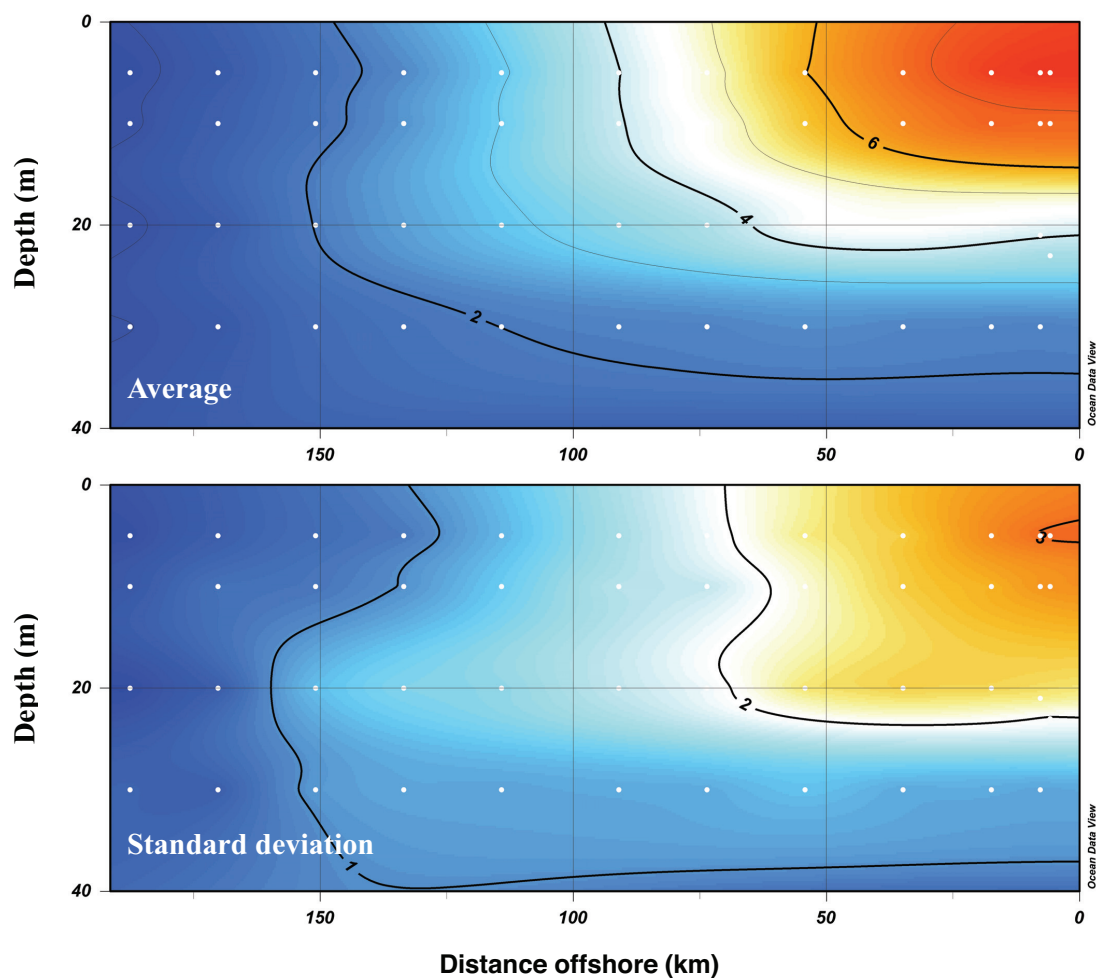 0
20
40
Depth (m)
6
4
2
Average
Ocean Data View
150
100
50
0
0
20
40
Depth (m)
3
2
1
Standard deviation
Ocean Data View
150
100
50
0
Distance offshore (km)